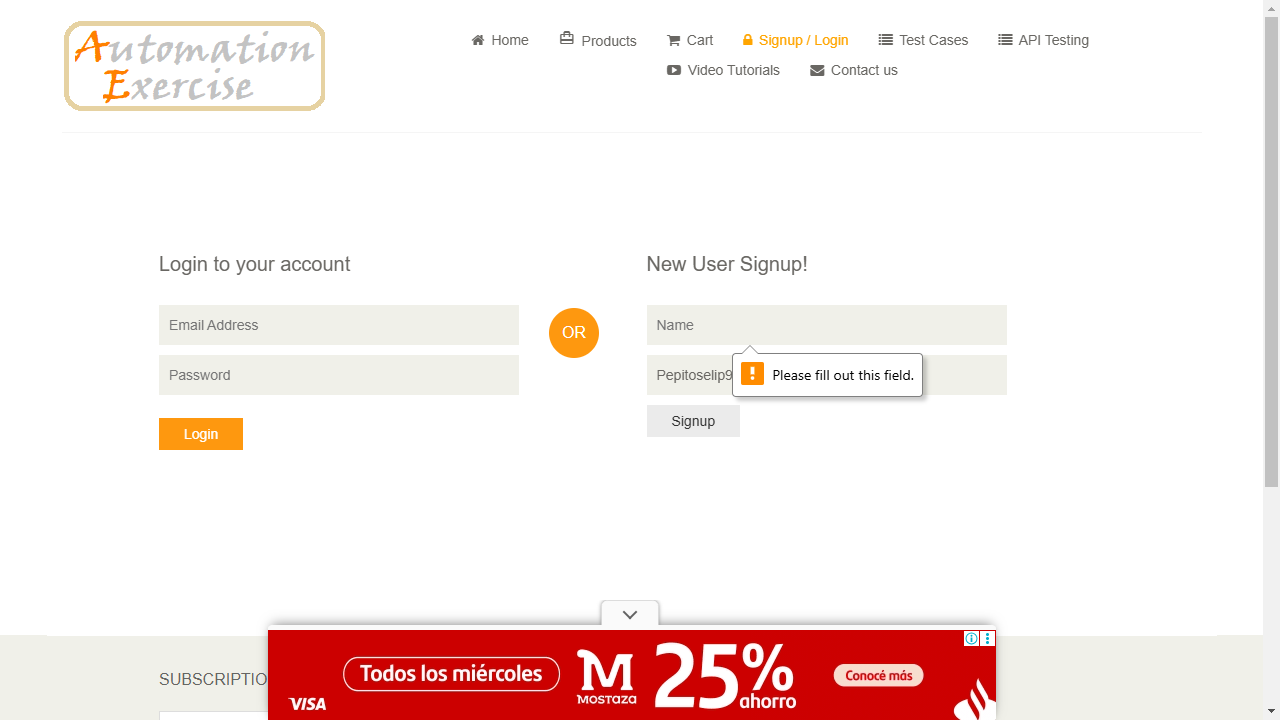 Automation
Exercise
Home
Products
Cart
Signup / Login
Test Cases
API Testing
Video Tutorials
Contact us
Login to your account
New User Signup!
Email Address
OR
Name
Password
Pepitoselip9
Please fill out this field.
Login
Signup
SUBSCRIPTIO
Todos los miércoles
VISA
M
MOSTAZA
25%
ahorro
Conocé más